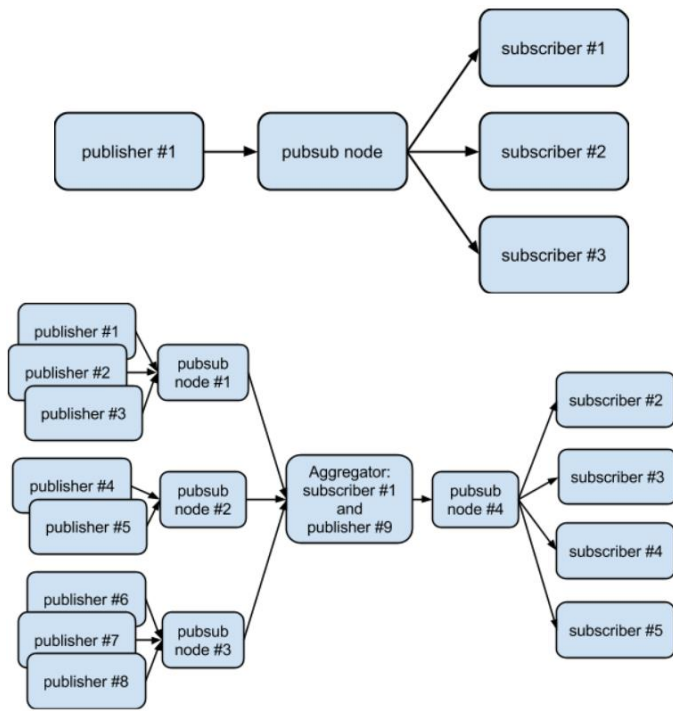 publisher #1
pubsub node
subscriber #1
subscriber #2
subscriber #3
publisher #1
publisher #2
publisher #3
pubsub
node #1
publisher #4
publisher #5
pubsub
node #2
publisher #6
publisher #7
publisher #8
pubsub
node #3
Aggregator:
subscriber #1
and
publisher #9
pubsub
node #4
subscriber #2
subscriber #3
subscriber #4
subscriber #5